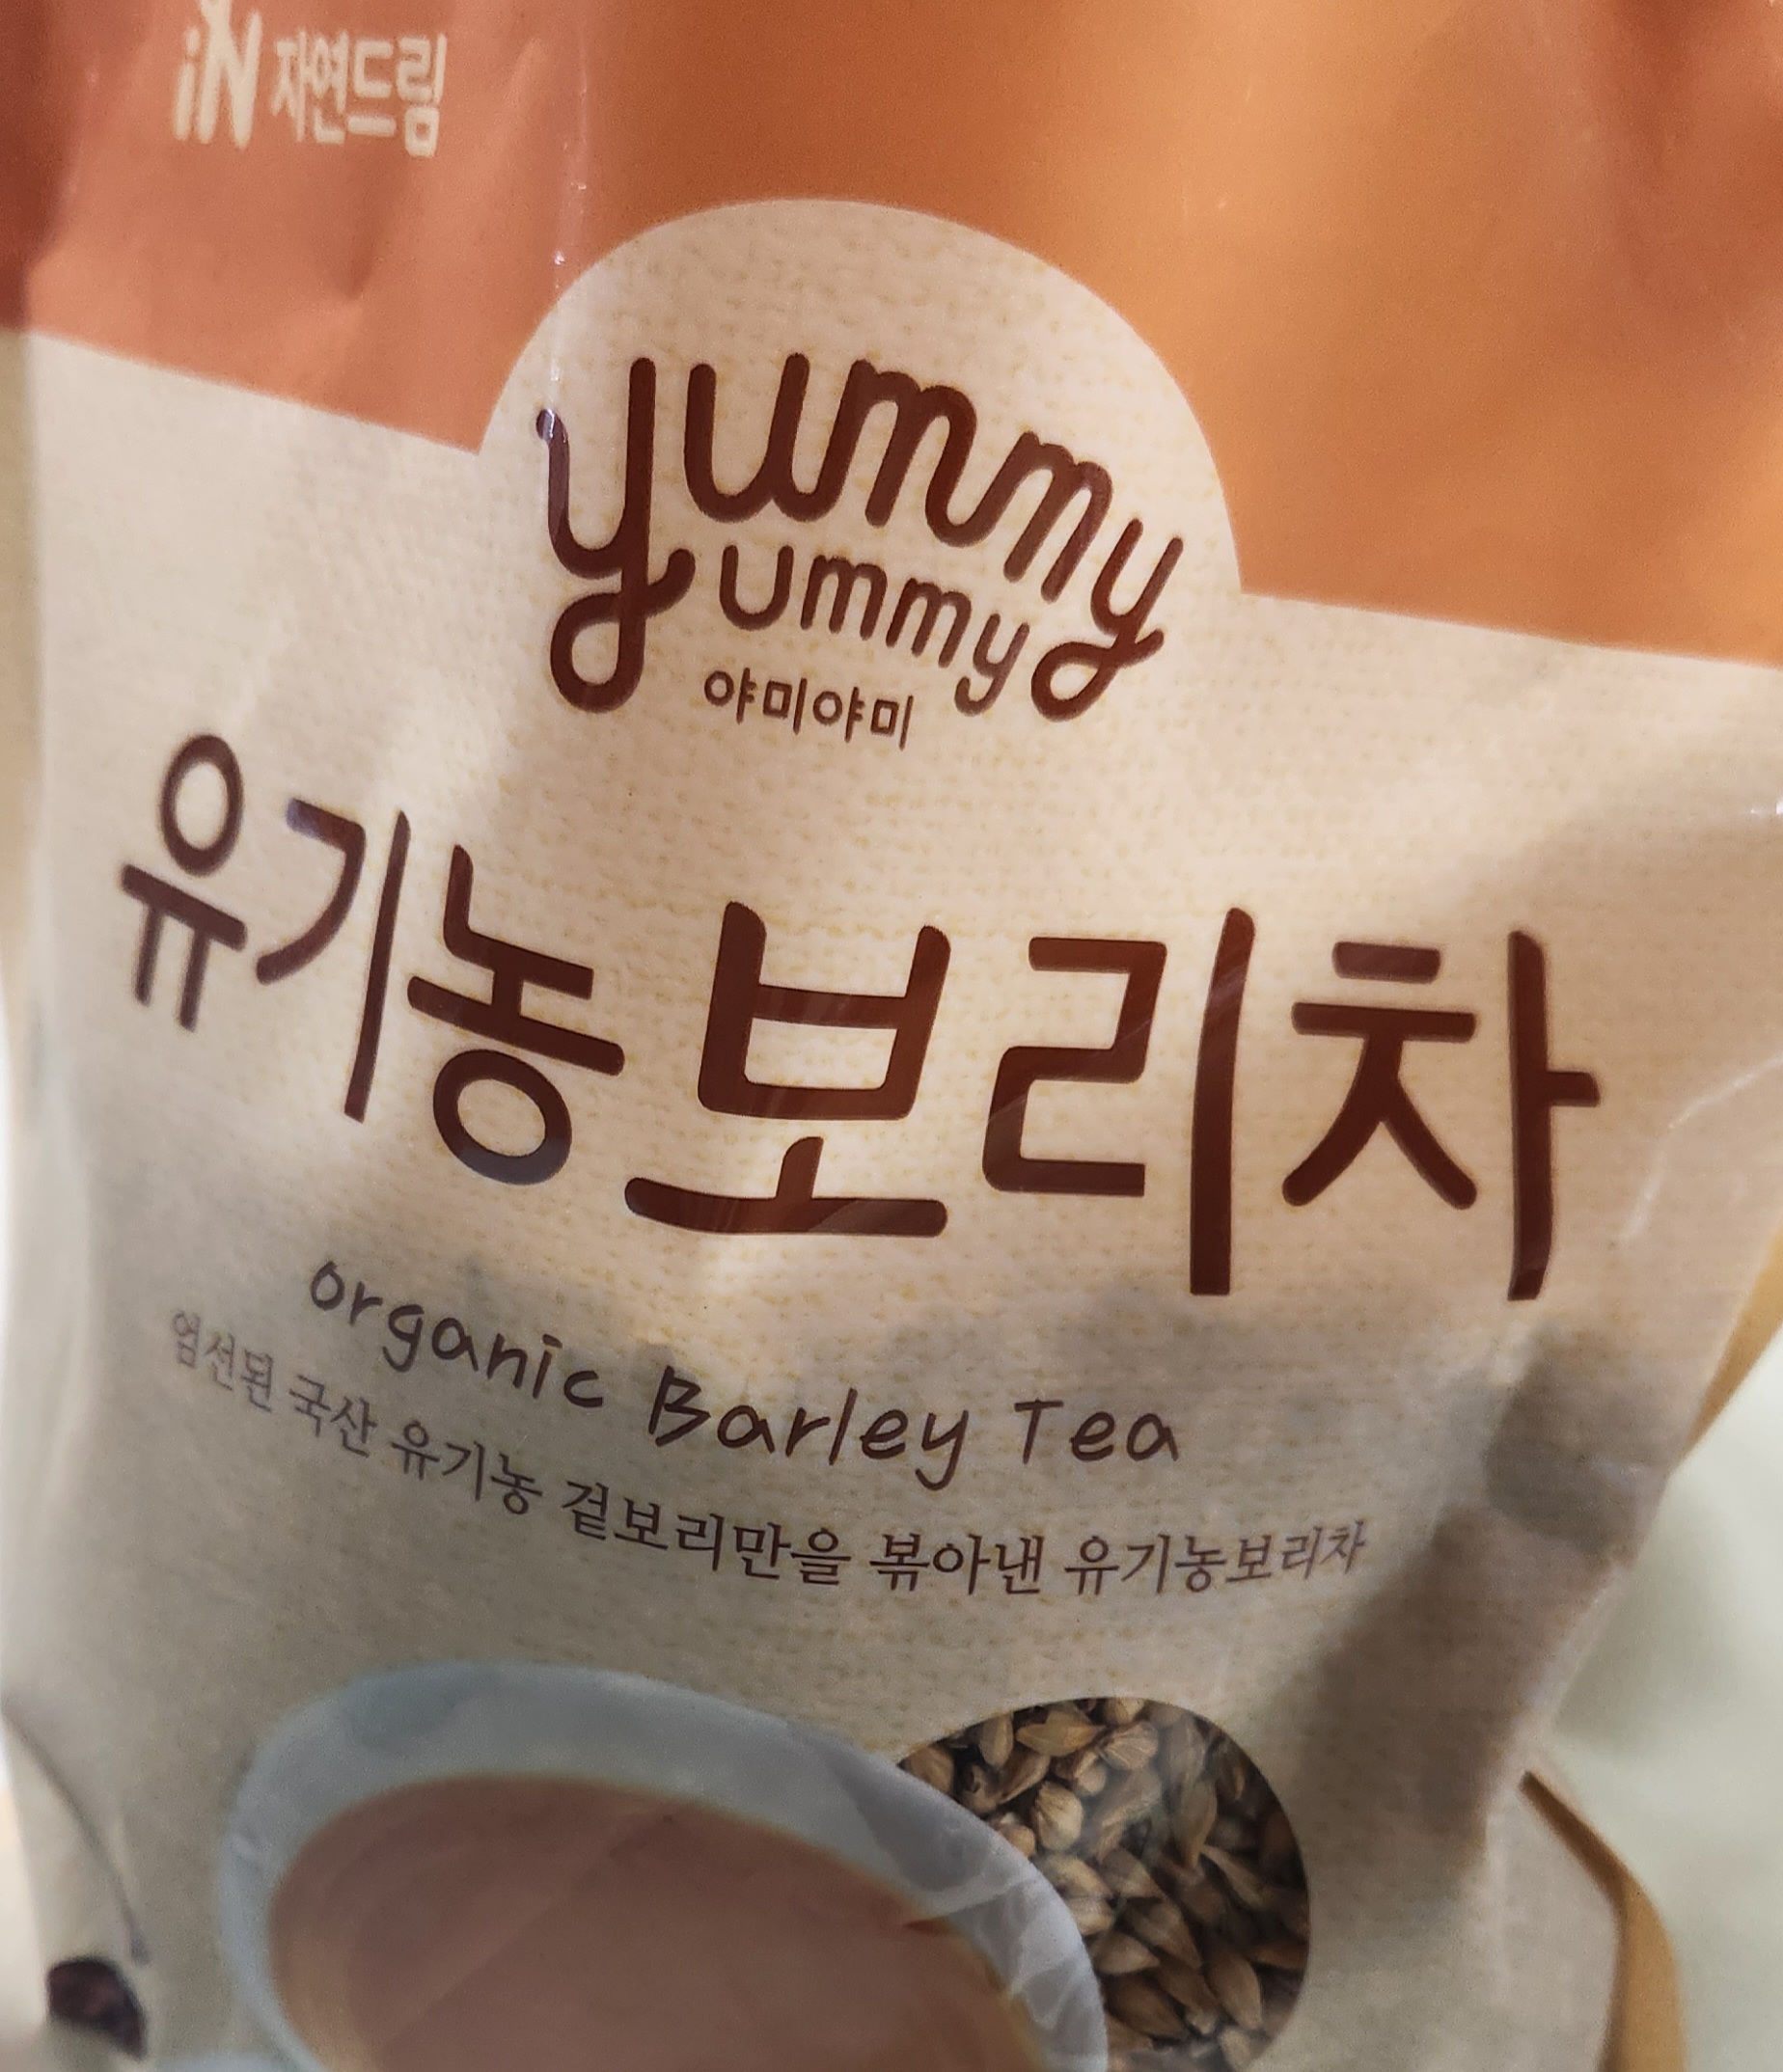 iN 자연드림
yummy
yummy
야미야미
유기농보리차
organic Barley Tea
엄선된 국산 유기농 겉보리만을 볶아낸 유기농보리차